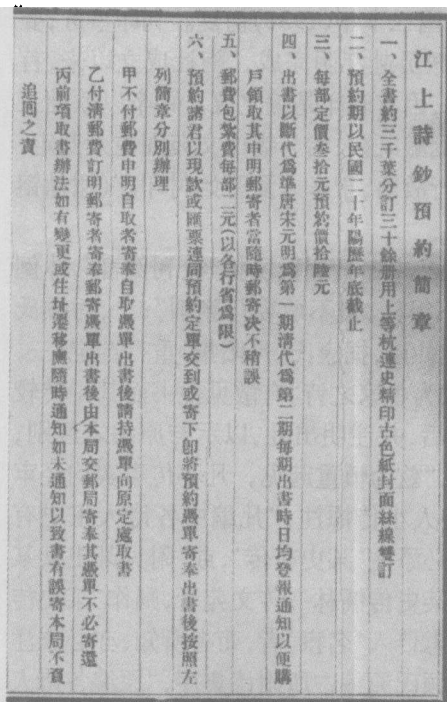 江上詩鈔預約簡章
一、全書約三千葉分訂三十餘册用上等杭連史精印古色紙封面絲線雙訂
二、預約期以民國二十年陽歷年底截止
三、每部定價叁拾元預約價拾陸元
四、出書以斷代爲準唐宋元明爲第一期清代爲第二期每期出書時日均登報通知以便購
戶領取其申明郵寄者當隨時郵寄決不稽誤
五、郵費包紮費每部二元(以各行省爲限)
六、預約諸君以現款或匯票連同預約定單交到或寄下卽將預約憑單寄奉出書後按照左
列簡章分別辦理
甲不付郵費申明自取者寄奉自取憑單出書後請持憑單向原定處取書
乙付清郵費訂明郵寄者寄奉郵寄憑單出書後由本局交郵局寄奉其憑單不必寄還
丙前項取書辦法如有變更或住址遷移應隨時通知如未通知以致書有誤寄本局不負
追闆之責